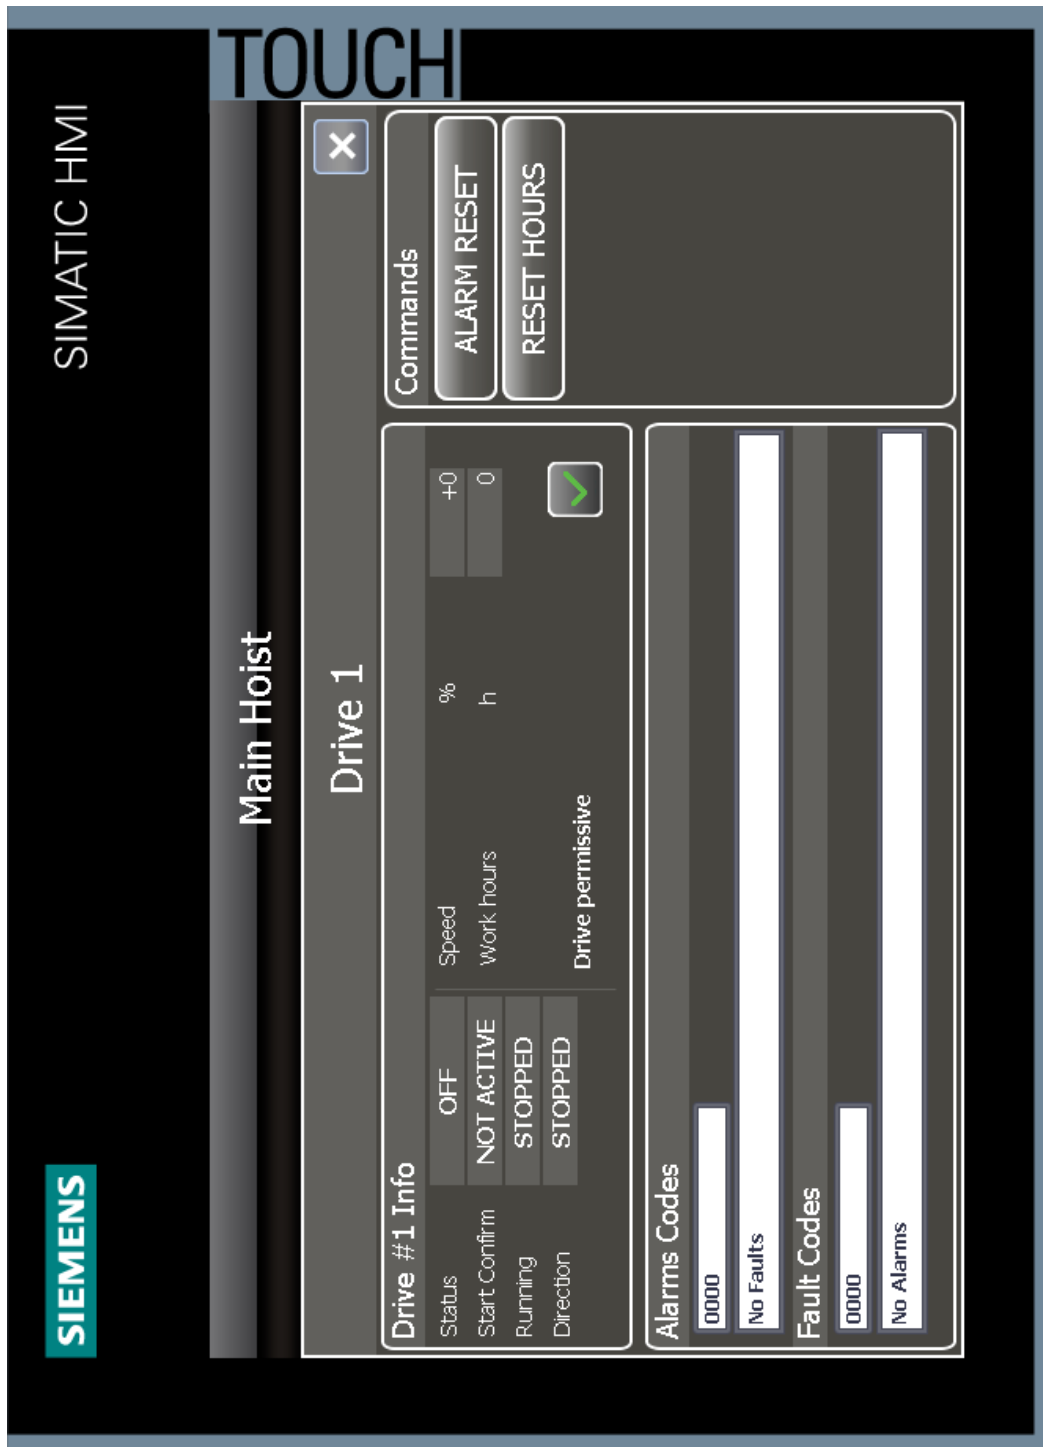 SIEMENS
SIMATIC HMI
TOUCH
Main Hoist
Drive 1
Drive #1 Info
Status OFF Speed % +0
Start Confirm NOT ACTIVE Work hours h 0
Running STOPPED
Direction STOPPED
Drive permissive
Commands
ALARM RESET
RESET HOURS
Alarms Codes
0000
No Faults
Fault Codes
0000
No Alarms